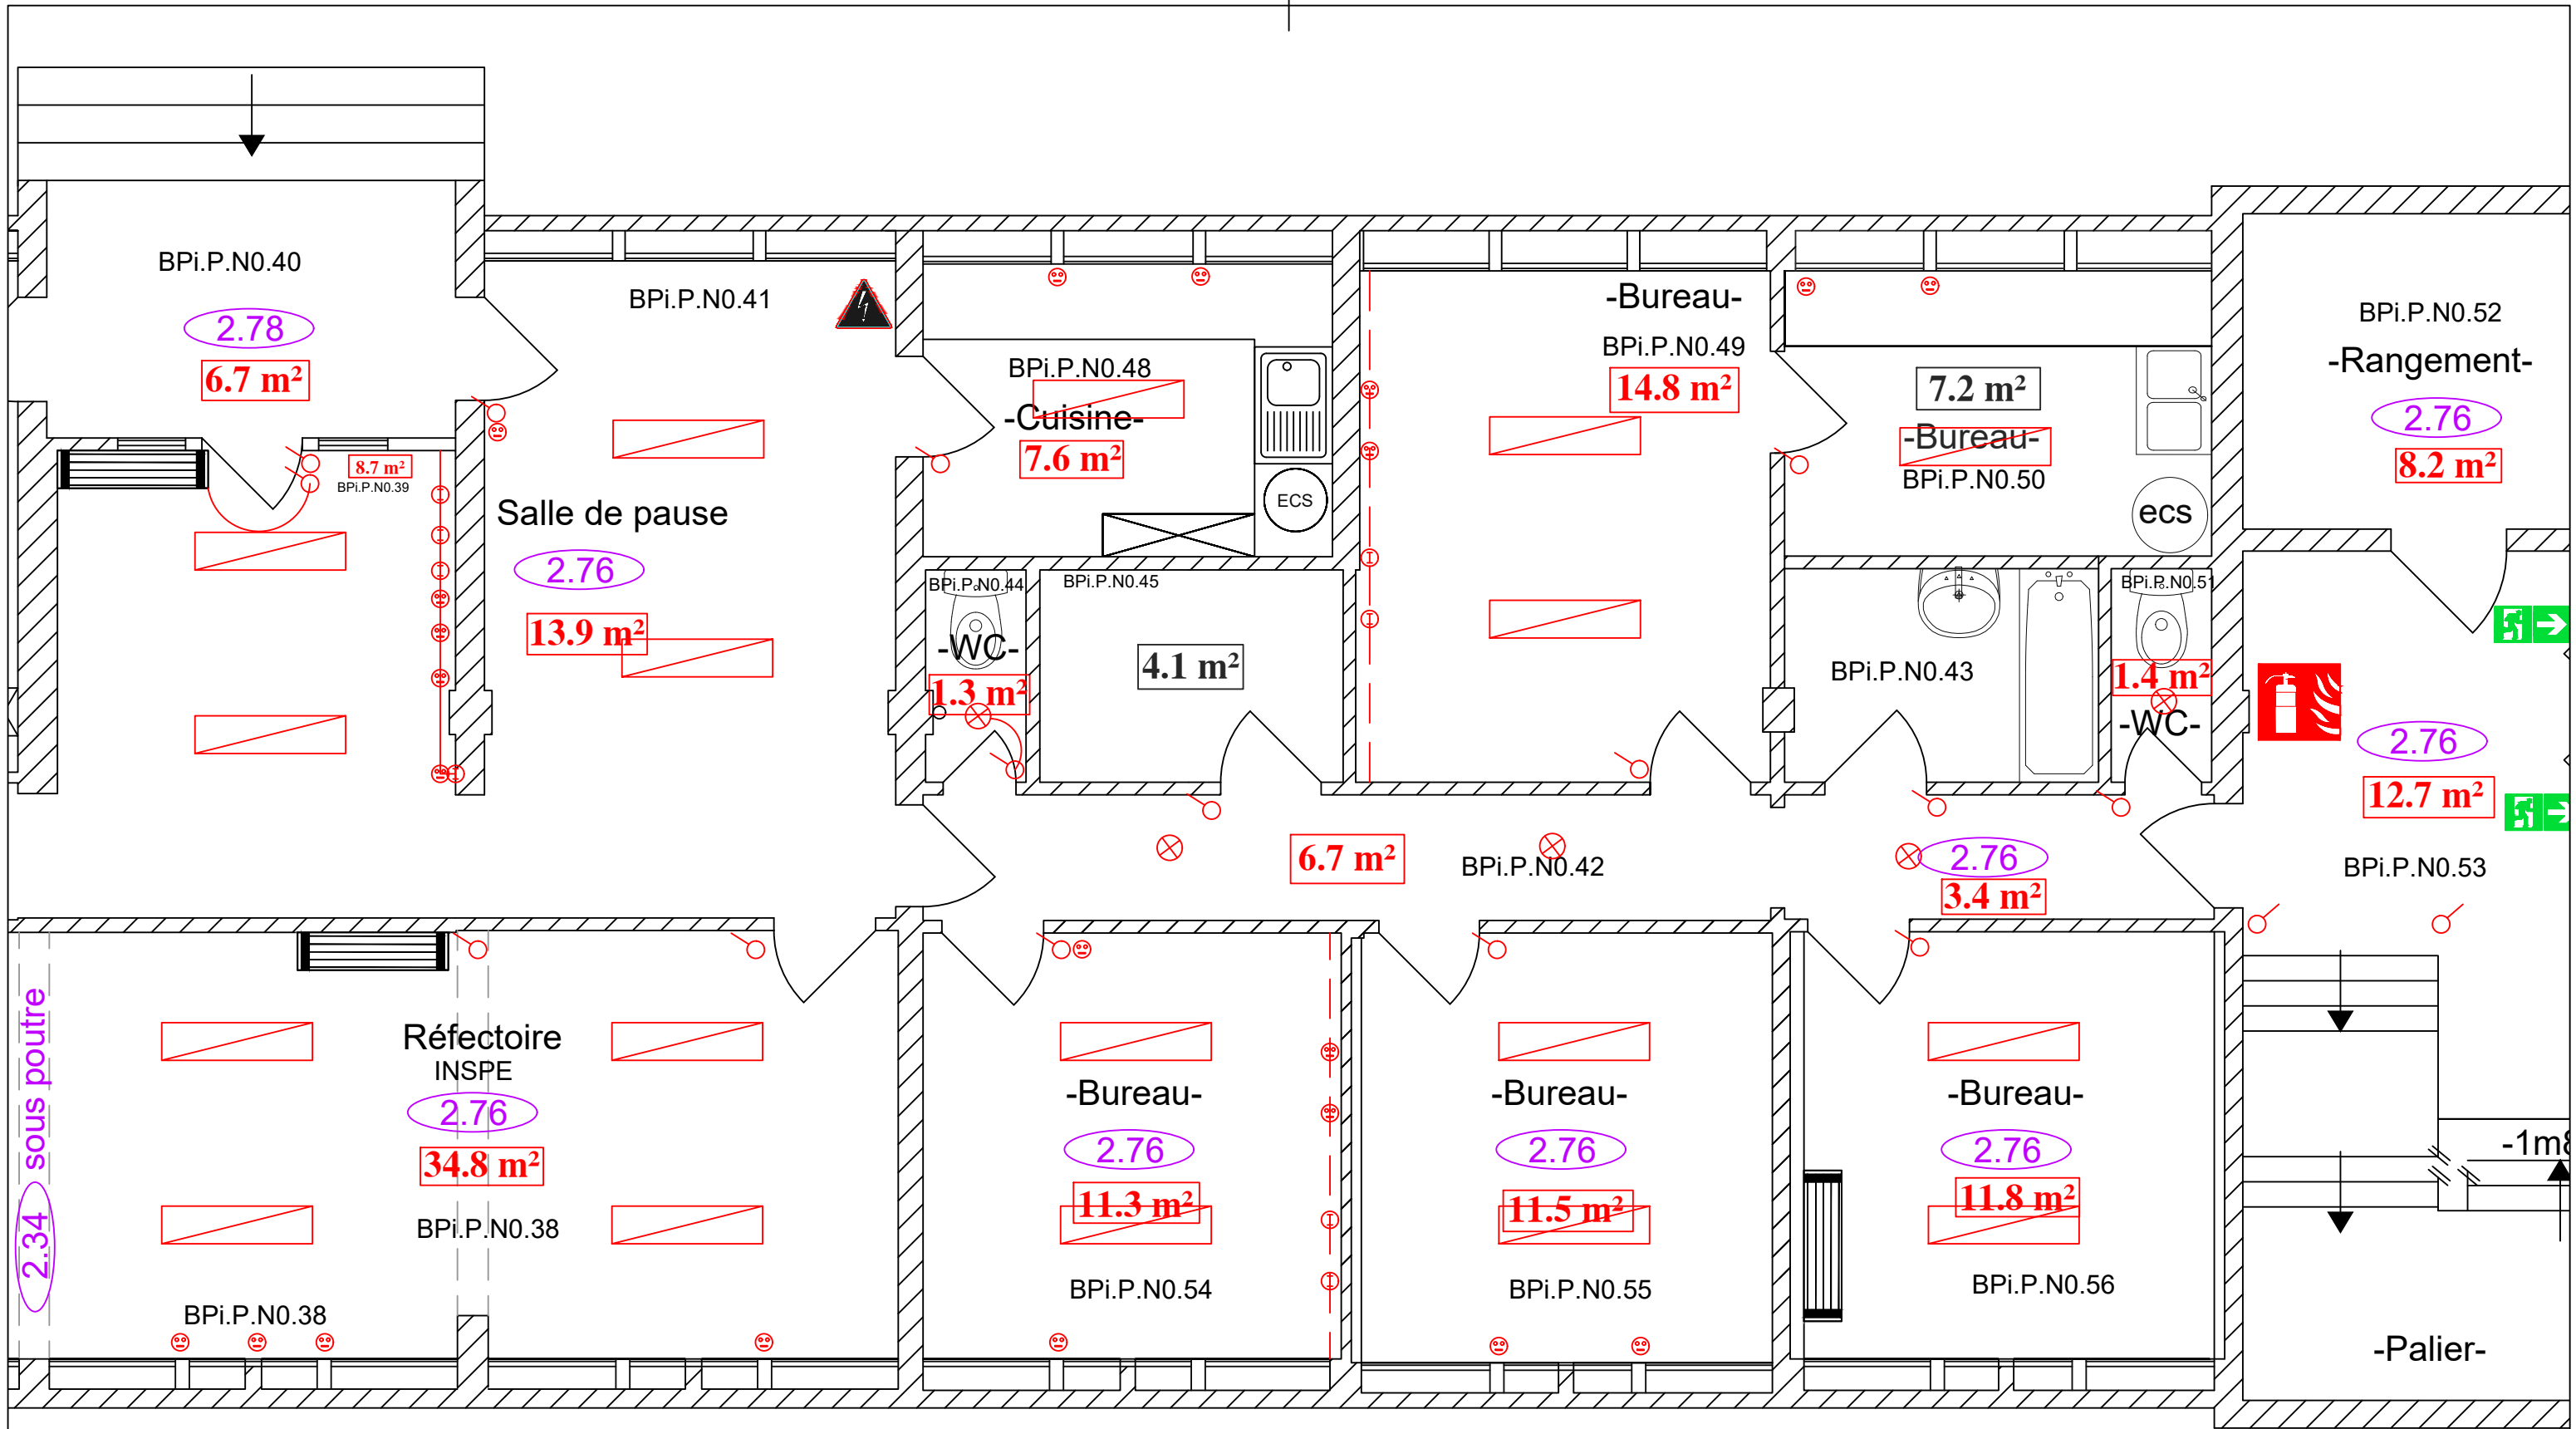 BPi.P.N0.40
2.78
6.7 m²
8.7 m²
BPi.P.N0.39
BPi.P.N0.41
Salle de pause
2.76
13.9 m²
BPi.P.N0.48
-Cuisine-
7.6 m²
ECS
BPi.P.N0.44
-WC-
1.3 m²
BPi.P.N0.45
4.1 m²
-Bureau-
BPi.P.N0.49
14.8 m²
7.2 m²
-Bureau-
BPi.P.N0.50
ecs
BPi.P.N0.43
BPi.P.N0.51
1.4 m²
-WC-
BPi.P.N0.52
-Rangement-
2.76
8.2 m²
2.76
12.7 m²
BPi.P.N0.53
6.7 m²
BPi.P.N0.42
2.76
3.4 m²
2.34 sous poutre
Réfectoire
INSPE
2.76
34.8 m²
BPi.P.N0.38
BPi.P.N0.38
-Bureau-
2.76
11.3 m²
BPi.P.N0.54
-Bureau-
2.76
11.5 m²
BPi.P.N0.55
-Bureau-
2.76
11.8 m²
BPi.P.N0.56
-Palier-